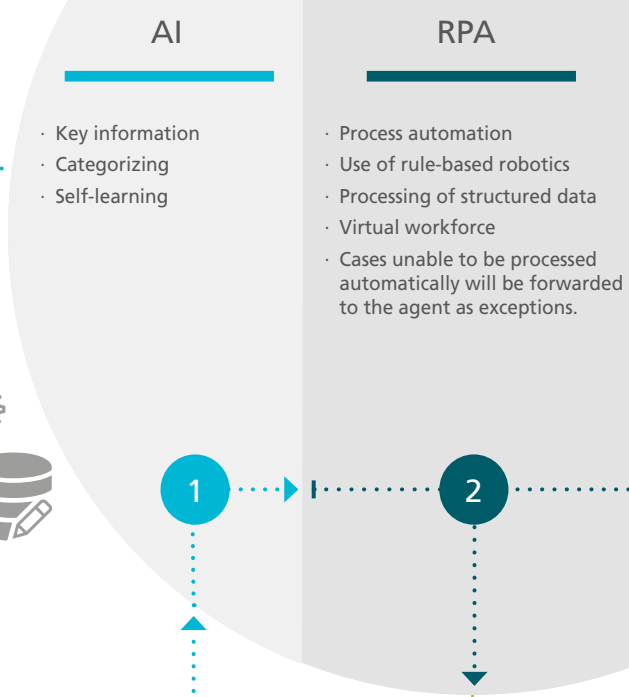 AI
· Key information
· Categorizing
· Self-learning
RPA
· Process automation
· Use of rule-based robotics
· Processing of structured data
· Virtual workforce
· Cases unable to be processed
automatically will be forwarded
to the agent as exceptions.
1
2